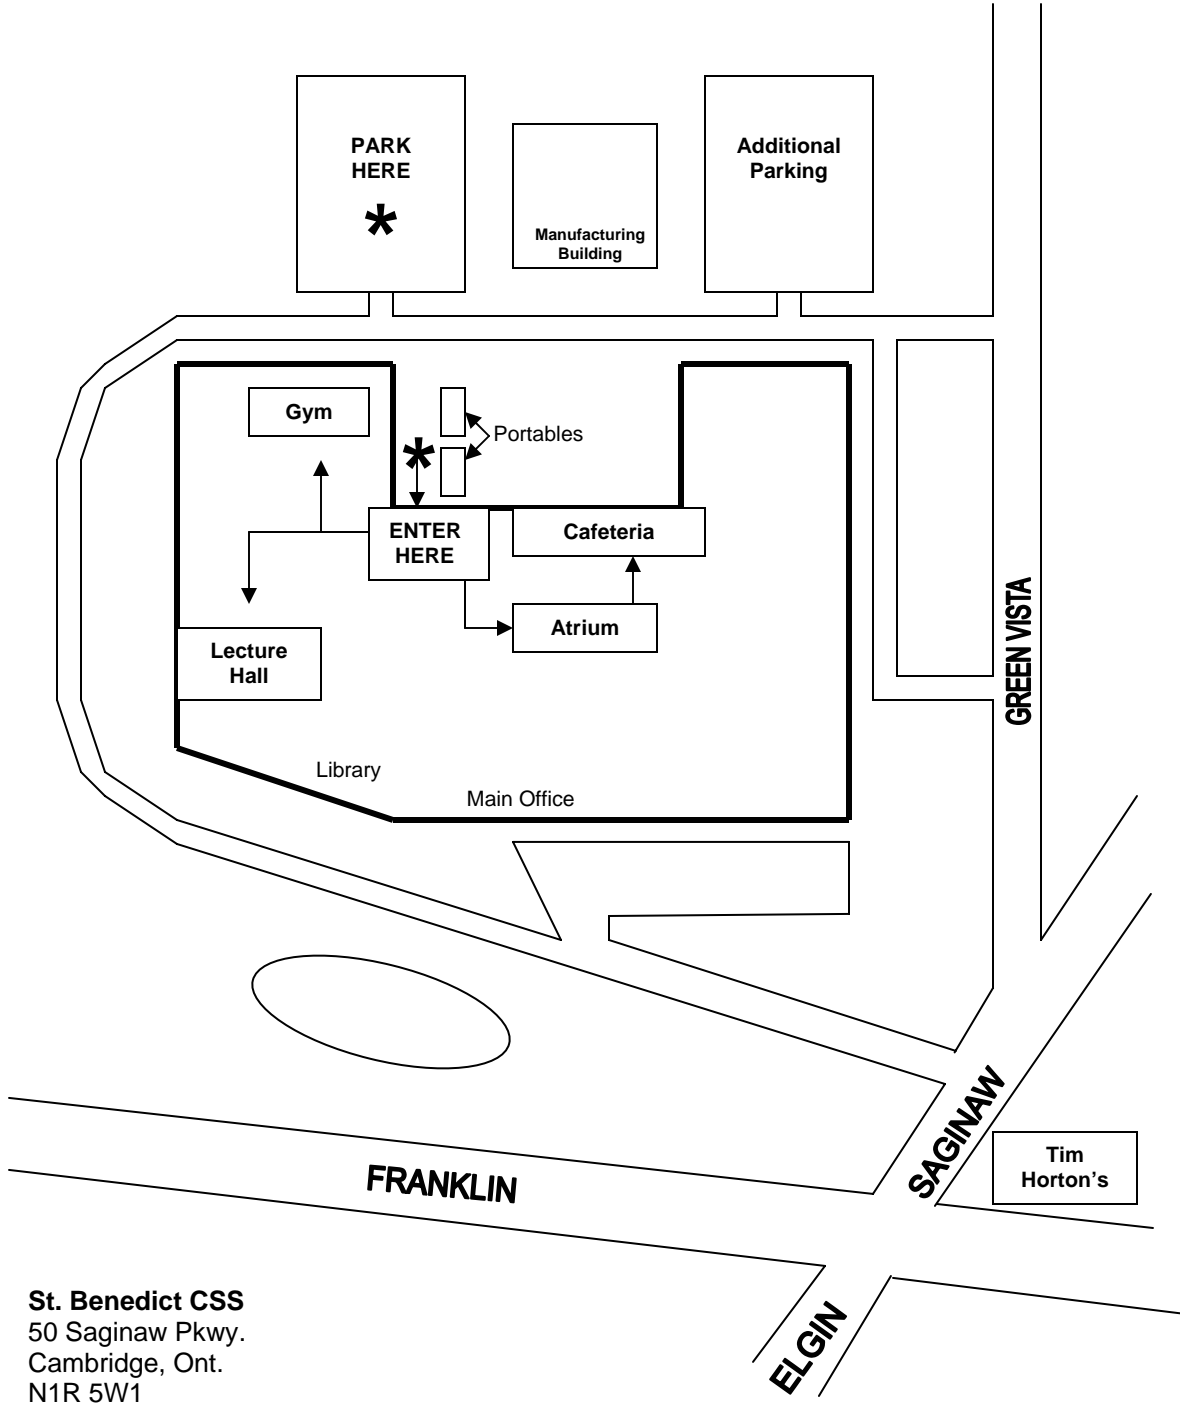 PARK
HERE
*
Additional
Parking
Manufacturing
Building
Gym
Portables
*
ENTER
HERE
Cafeteria
Atrium
Lecture
Hall
GREEN VISTA
Library
Main Office
SAGINAW
Tim
Horton's
FRANKLIN
ELGIN
St. Benedict CSS
50 Saginaw Pkwy.
Cambridge, Ont.
N1R 5W1